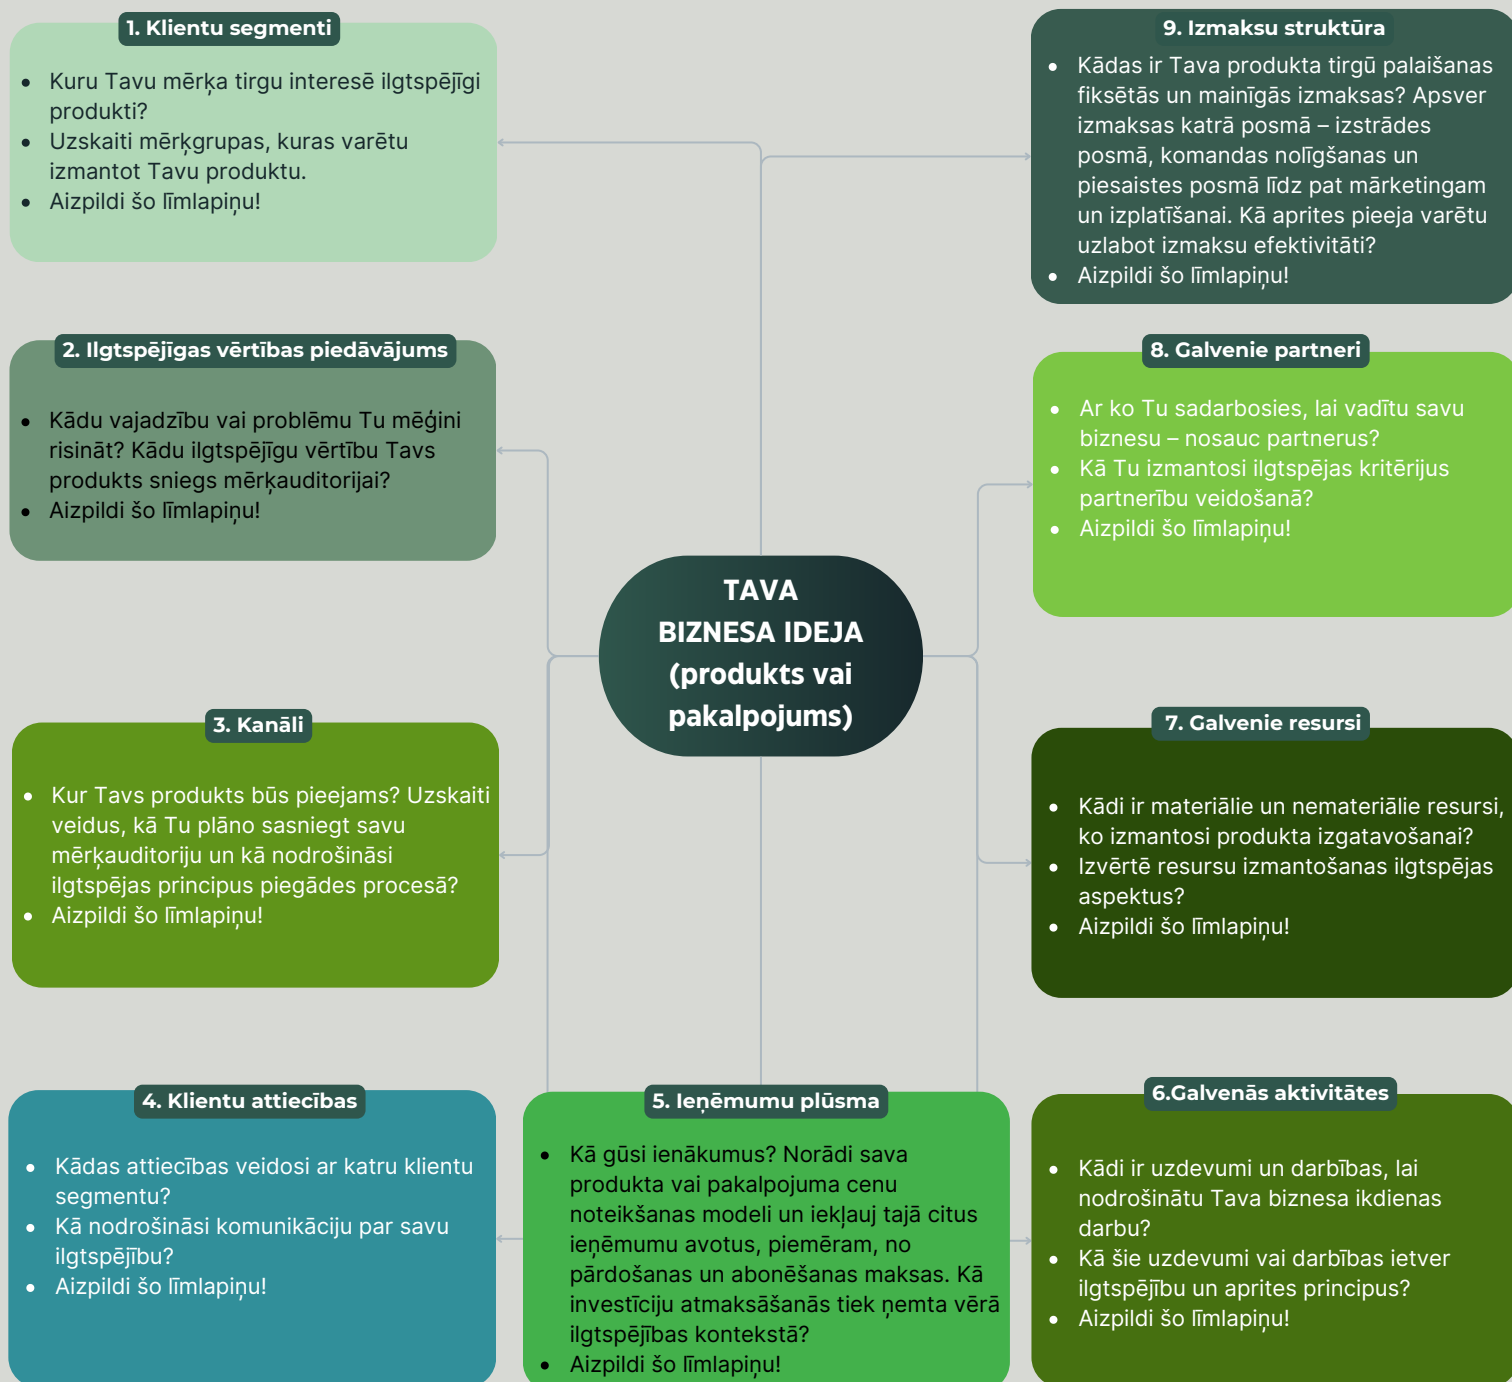 1. Klientu segmenti
• Kuru Tavu mērķa tirgu interesē ilgtspējīgi
produkti?
• Uzskaiti mērķgrupas, kuras varētu
izmantot Tavu produktu.
• Aizpildi šo līmlapiņu!
2. Ilgtspējīgas vērtības piedāvājums
• Kādu vajadzību vai problēmu Tu mēģini
risināt? Kādu ilgtspējīgu vērtību Tavs
produkts sniegs mērķauditorijai?
• Aizpildi šo līmlapiņu!
3. Kanāli
• Kur Tavs produkts būs pieejams? Uzskaiti
veidus, kā Tu plāno sasniegt savu
mērķauditoriju un kā nodrošināsi
ilgtspējas principus piegādes procesā?
• Aizpildi šo līmlapiņu!
4. Klientu attiecības
• Kādas attiecības veidosi ar katru klientu
segmentu?
• Kā nodrošināsi komunikāciju par savu
ilgtspējību?
• Aizpildi šo līmlapiņu!
TAVA
BIZNESA IDEJA
(produkts vai
pakalpojums)
5. Ieņēmumu plūsma
• Kā gūsi ienākumus? Norādi sava
produkta vai pakalpojuma cenu
noteikšanas modeli un iekļauj tajā citus
ieņēmumu avotus, piemēram, no
pārdošanas un abonēšanas maksas. Kā
investīciju atmaksāšanās tiek ņemta vērā
ilgtspējības kontekstā?
• Aizpildi šo līmlapiņu!
6.Galvenās aktivitātes
• Kādi ir uzdevumi un darbības, lai
nodrošinātu Tava biznesa ikdienas
darbu?
• Kā šie uzdevumi vai darbības ietver
ilgtspējību un aprites principus?
• Aizpildi šo līmlapiņu!
7. Galvenie resursi
• Kādi ir materiālie un nemateriālie resursi,
ko izmantosi produkta izgatavošanai?
• Izvērtē resursu izmantošanas ilgtspējas
aspektus?
• Aizpildi šo līmlapiņu!
8. Galvenie partneri
• Ar ko Tu sadarbosies, lai vadītu savu
biznesu – nosauc partnerus?
• Kā Tu izmantosi ilgtspējas kritērijus
partnerību veidošanā?
• Aizpildi šo līmlapiņu!
9. Izmaksu struktūra
• Kādas ir Tava produkta tirgū palaišanas
fiksētās un mainīgās izmaksas? Apsver
izmaksas katrā posmā – izstrādes
posmā, komandas nolīgšanas un
piesaistes posmā līdz pat mārketingam
un izplatīšanai. Kā aprites pieeja varētu
uzlabot izmaksu efektivitāti?
• Aizpildi šo līmlapiņu!